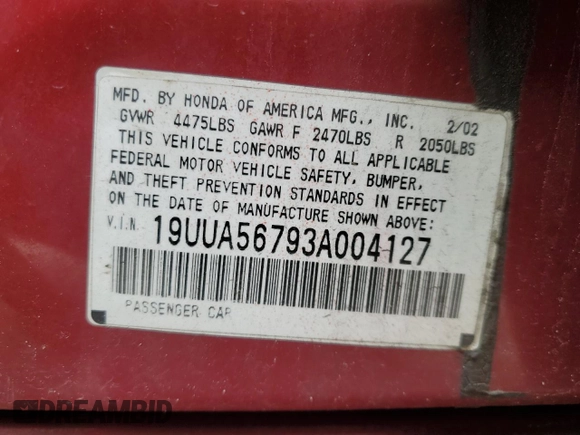 MFD. BY HONDA OF AMERICA MFG., INC. 2/02
GVWR 4475LBS GAWR F 2470LBS R 2050LBS
THIS VEHICLE CONFORMS TO ALL APPLICABLE
FEDERAL MOTOR VEHICLE SAFETY, BUMPER,
AND THEFT PREVENTION STANDARDS IN EFFECT
ON THE DATE OF MANUFACTURE SHOWN ABOVE:
V.I.N. 19UUA56793A004127
PASSENGER CAR
DREAMBID